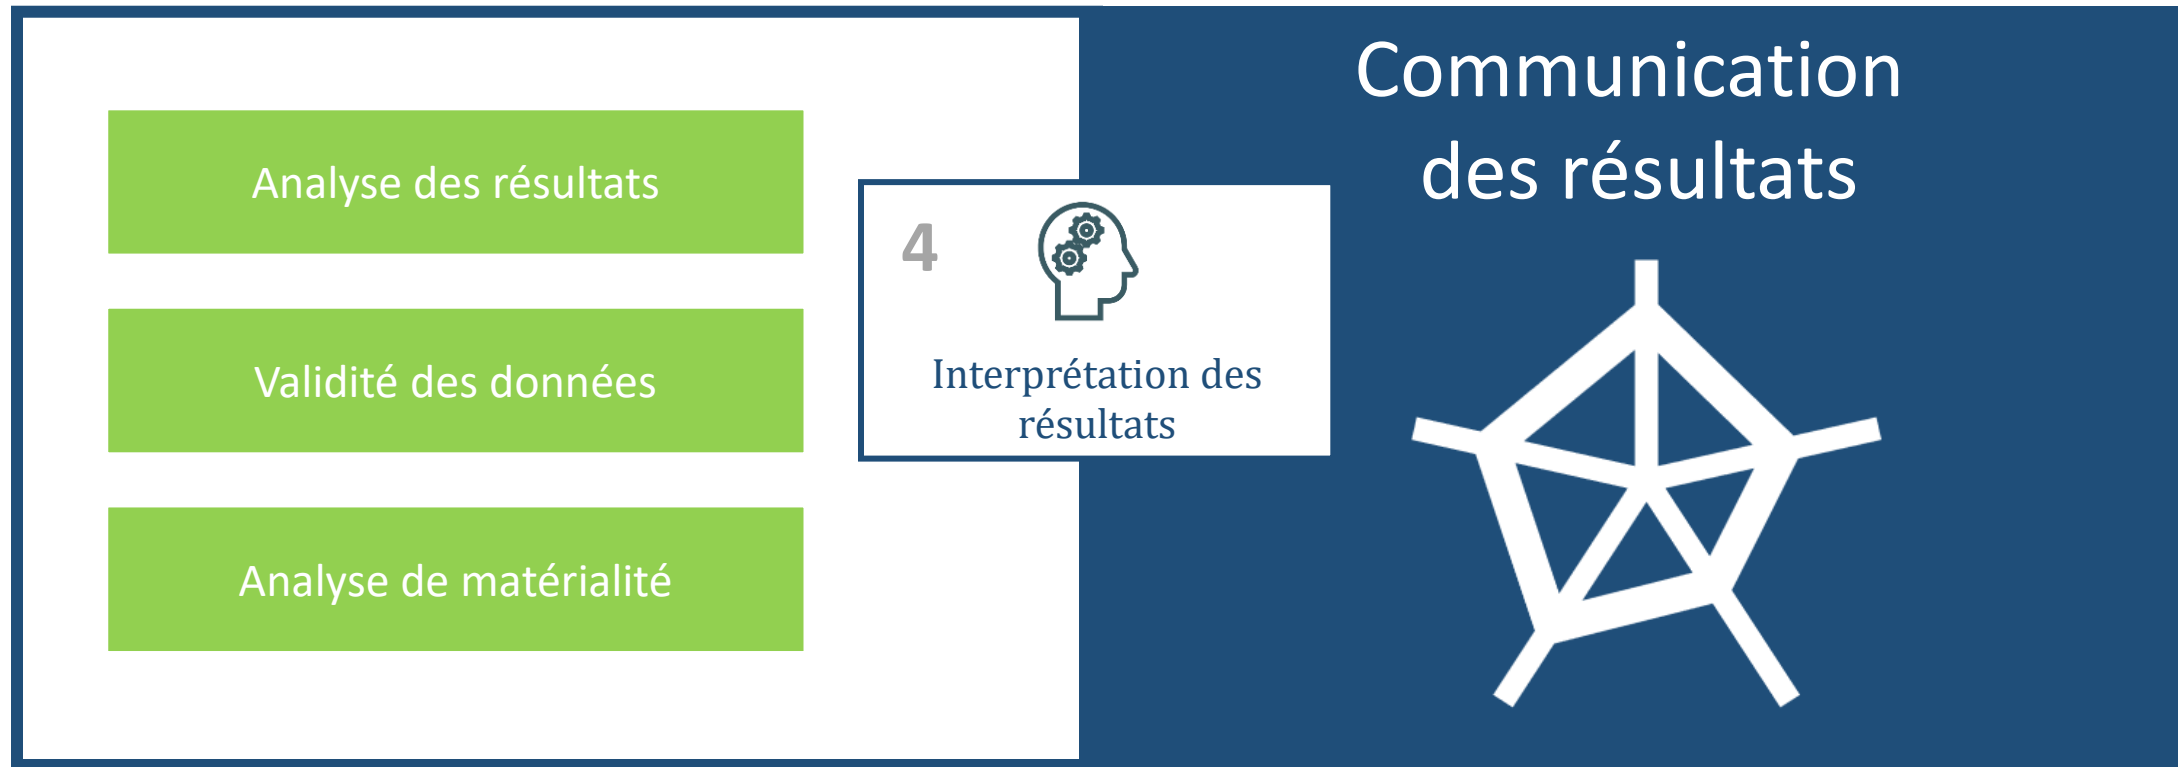 Analyse des résultats
Validité des données
Analyse de matérialité
4
Interprétation des
résultats
Communication
des résultats